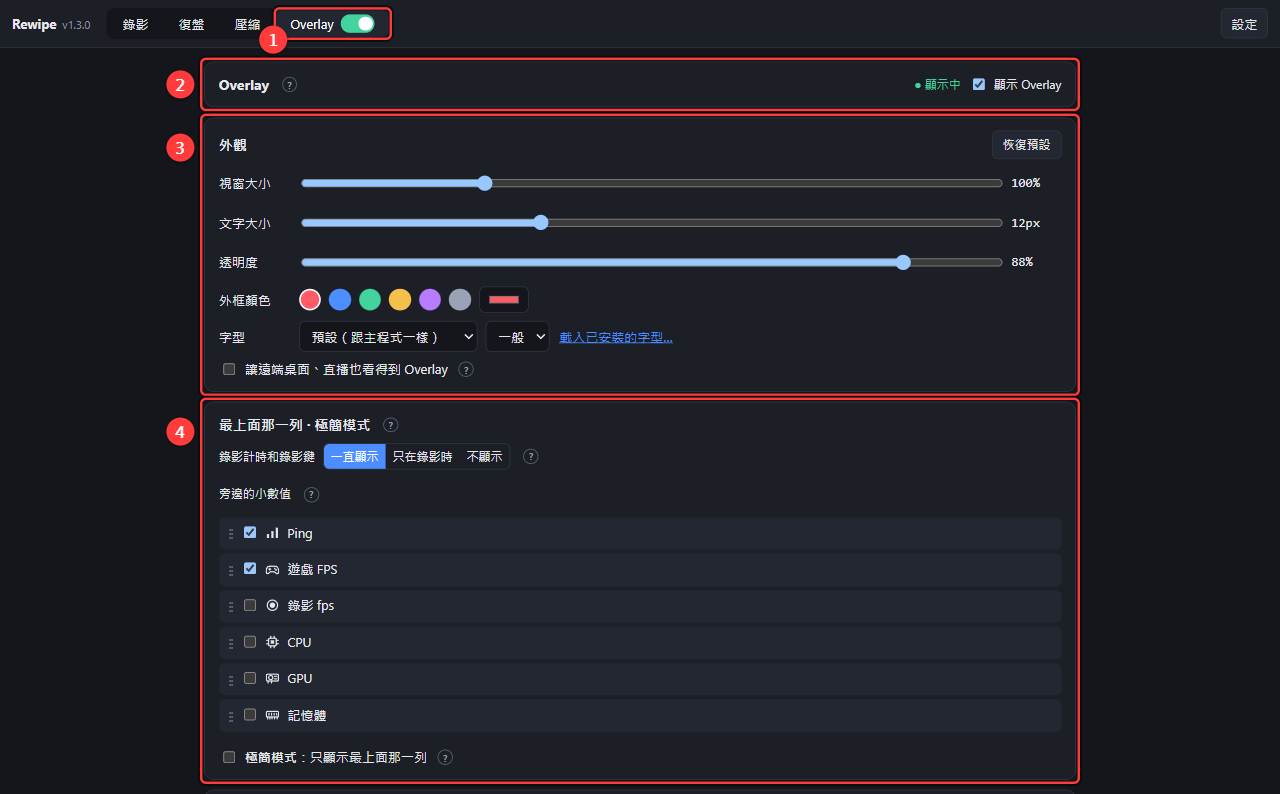 Rewipe v1.3.0 錄影 復盤 壓縮 Overlay 設定
1
2
Overlay ? 顯示中 顯示 Overlay
3
外觀 恢復預設
視窗大小 100%
文字大小 12px
透明度 88%
外框顏色
字型 預設（跟主程式一樣） 一般 載入已安裝的字型...
讓遠端桌面、直播也看得到 Overlay ?
4
最上面那一列・極簡模式 ?
錄影計時和錄影鍵 一直顯示 只在錄影時 不顯示 ?
旁邊的小數值 ?
Ping
遊戲 FPS
錄影 fps
CPU
GPU
記憶體
極簡模式：只顯示最上面那一列 ?